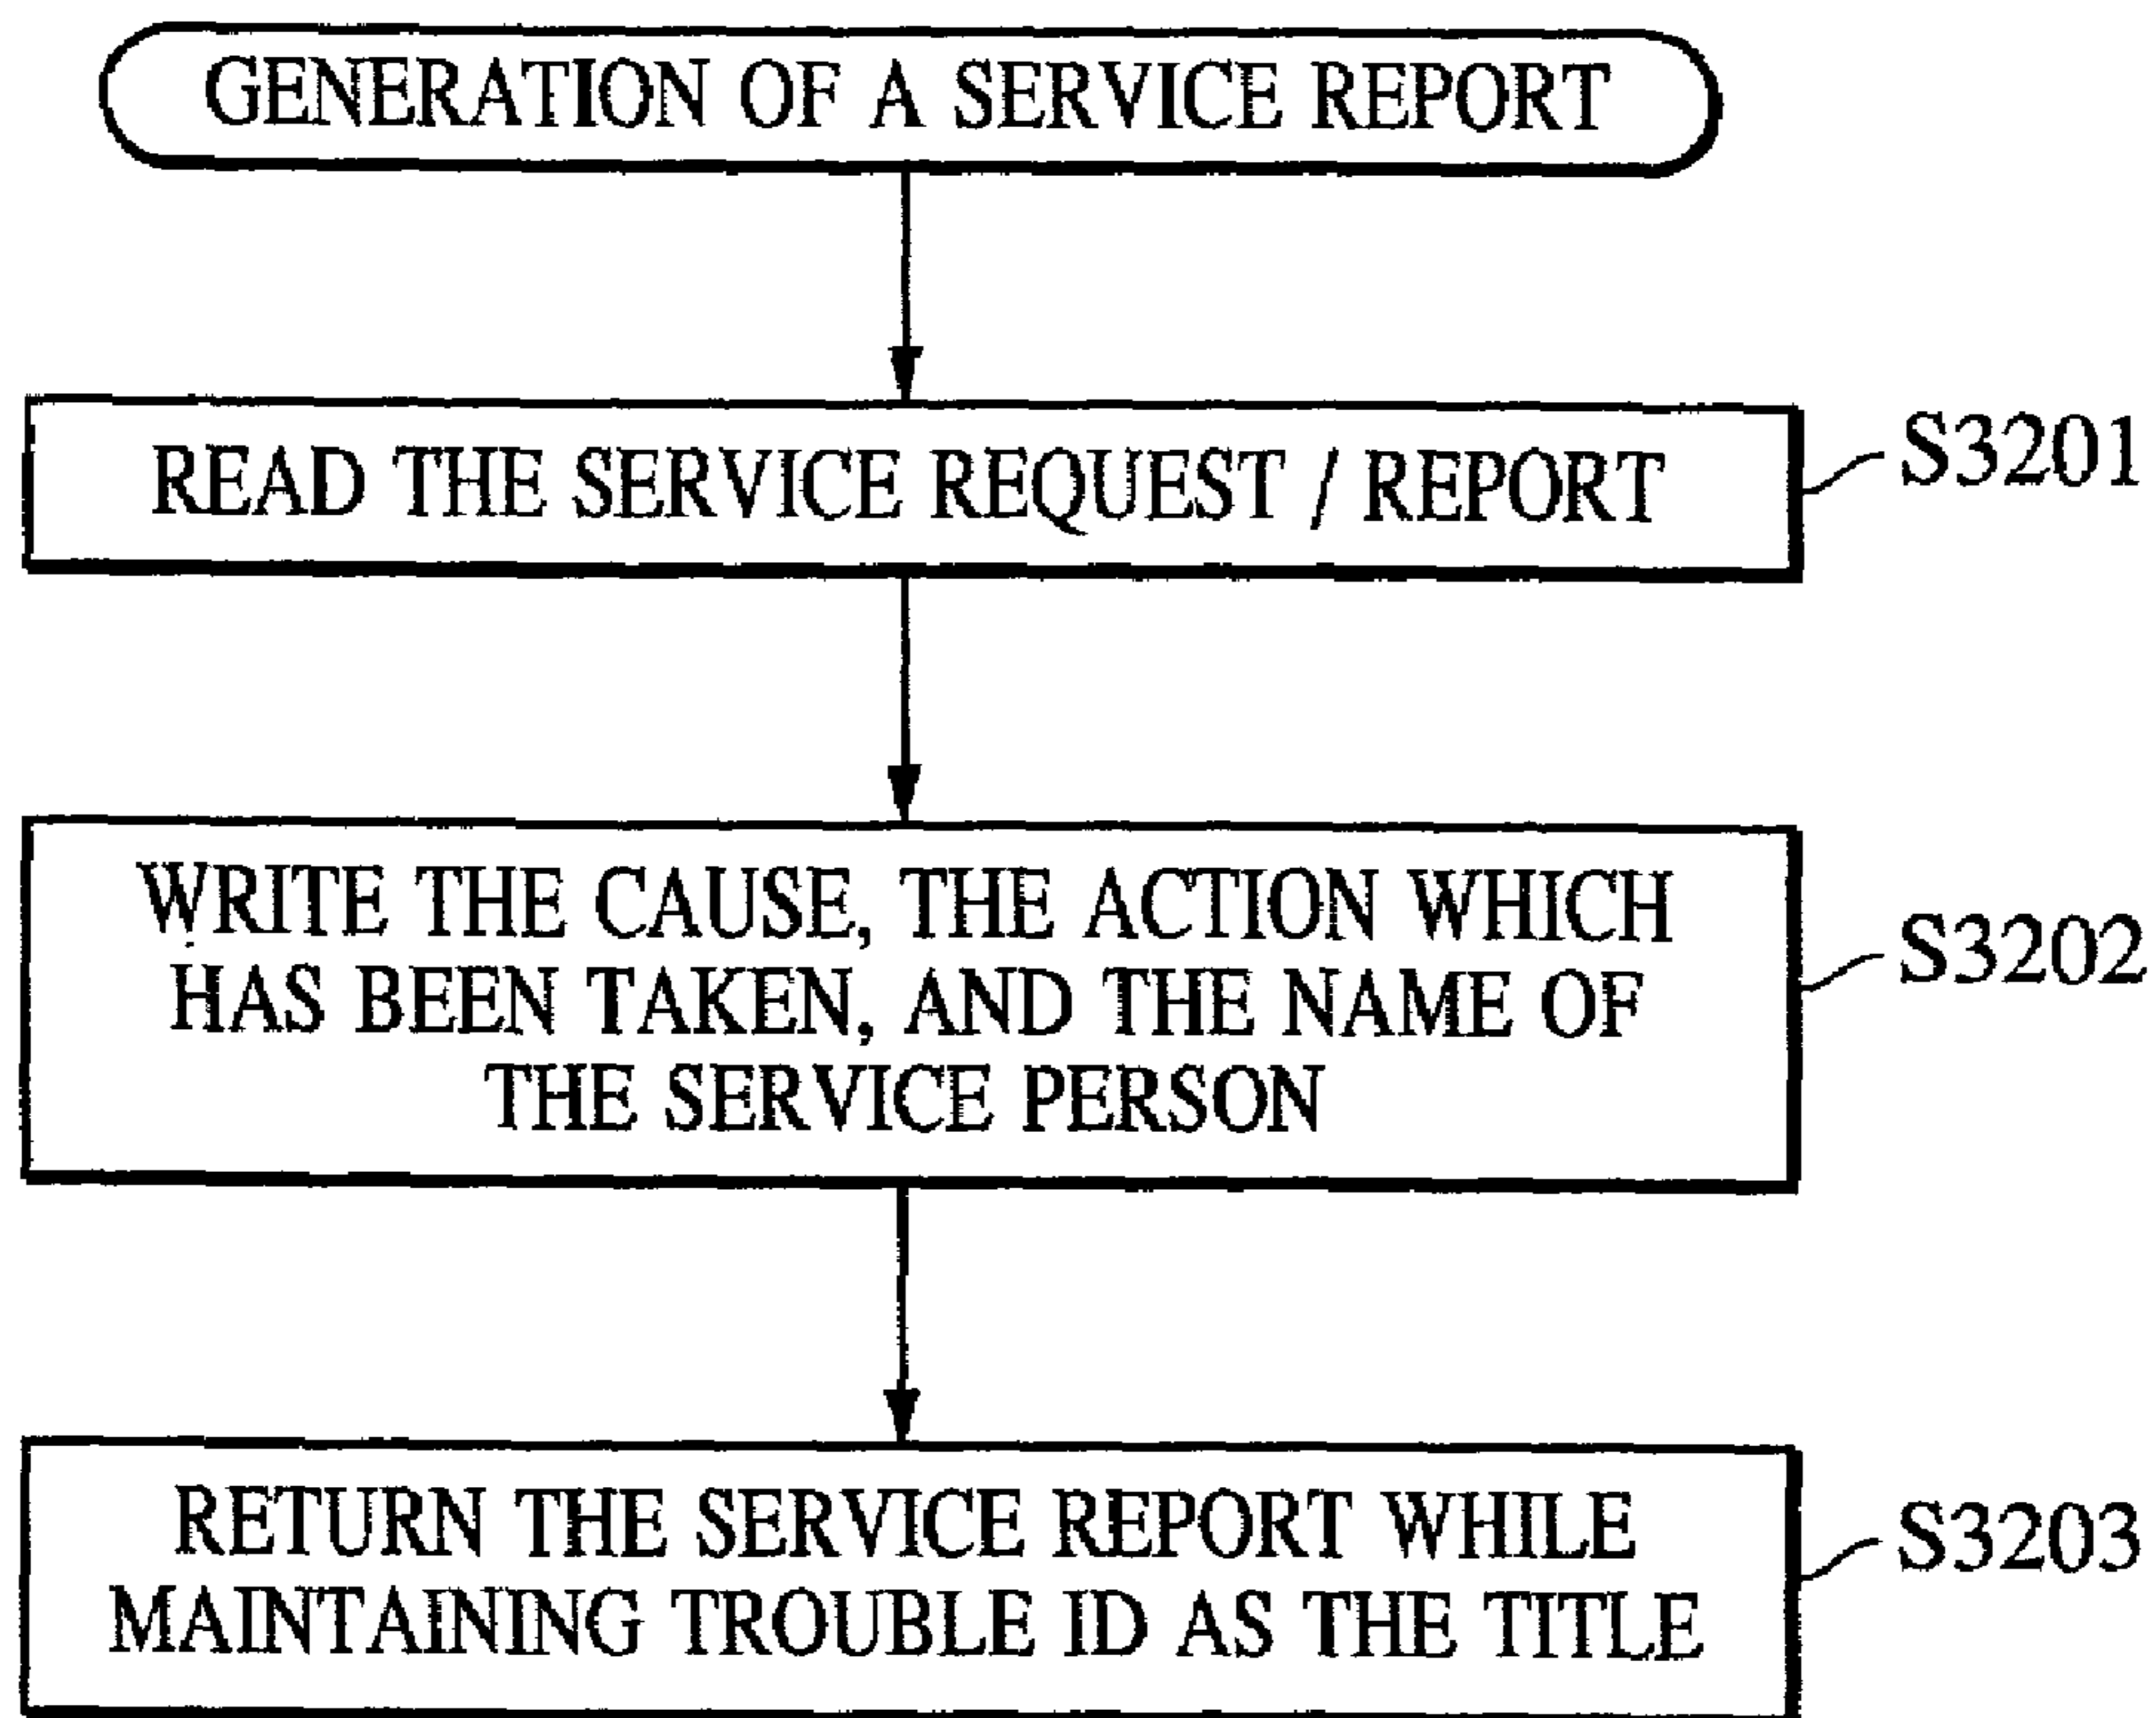 GENERATION OF A SERVICE REPORT
READ THE SERVICE REQUEST / REPORT
S3201
WRITE THE CAUSE, THE ACTION WHICH
HAS BEEN TAKEN, AND THE NAME OF
THE SERVICE PERSON
S3202
RETURN THE SERVICE REPORT WHILE
MAINTAINING TROUBLE ID AS THE TITLE
S3203